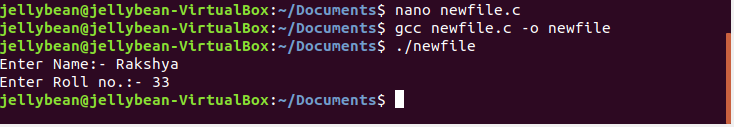 jellybean@jellybean-VirtualBox:~/Documents$ nano newfile.c
jellybean@jellybean-VirtualBox:~/Documents$ gcc newfile.c -o newfile
jellybean@jellybean-VirtualBox:~/Documents$ ./newfile
Enter Name:- Rakshya
Enter Roll no.:- 33
jellybean@jellybean-VirtualBox:~/Documents$